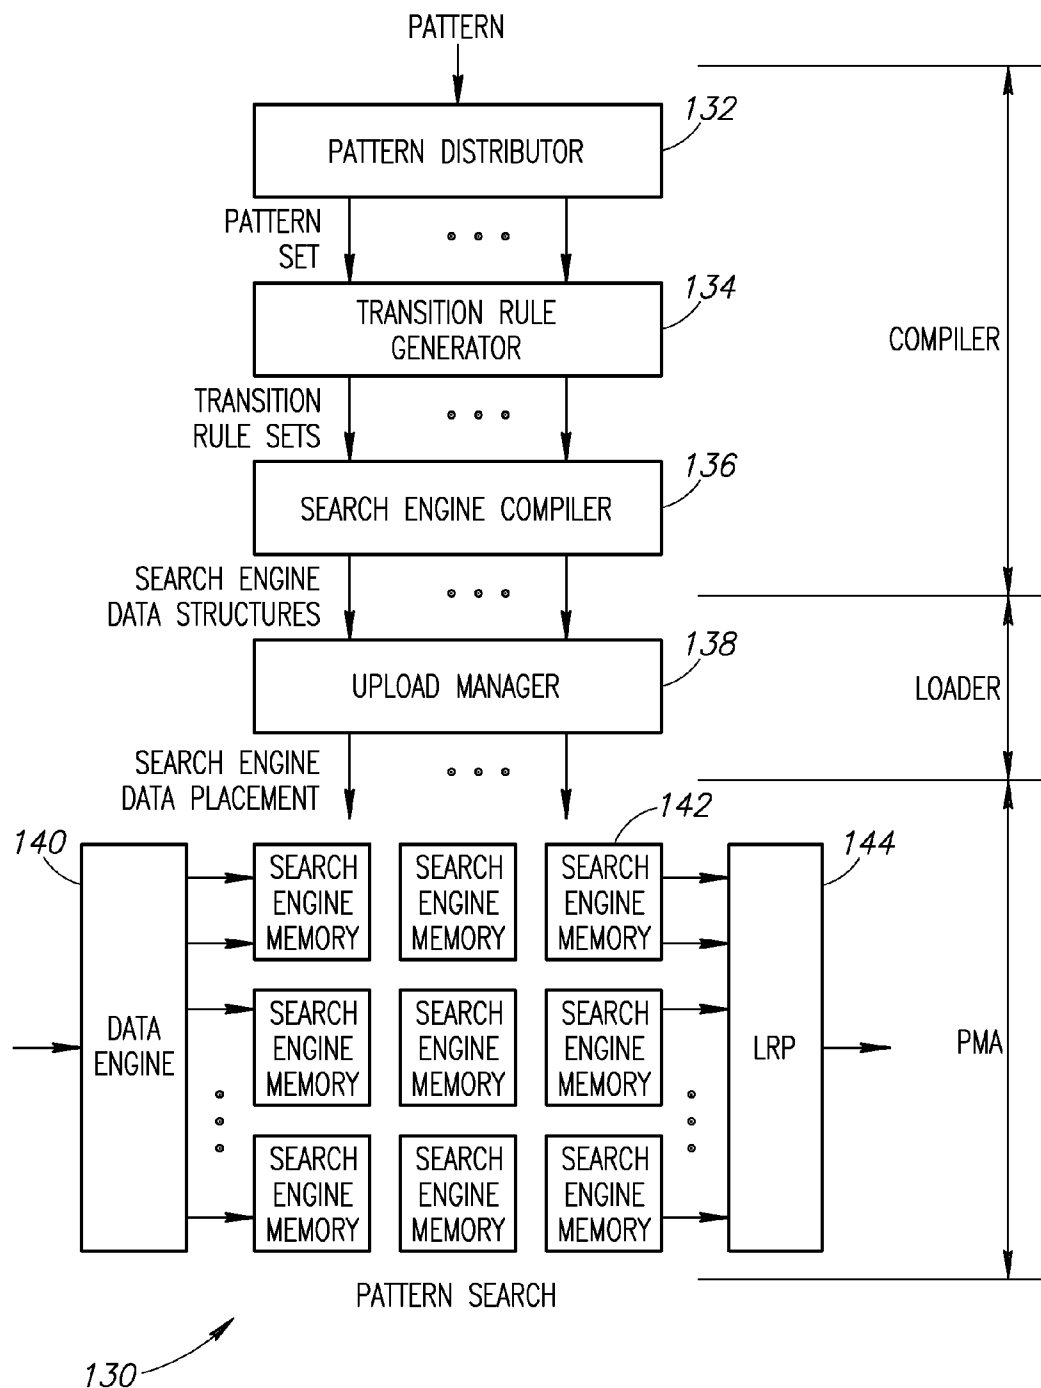 PATTERN
132
PATTERN DISTRIBUTOR
PATTERN
SET
134
TRANSITION RULE
GENERATOR
COMPILER
TRANSITION
RULE SETS
136
SEARCH ENGINE COMPILER
SEARCH ENGINE
DATA STRUCTURES
138
UPLOAD MANAGER
LOADER
SEARCH ENGINE
DATA PLACEMENT
140
142
144
SEARCH
ENGINE
MEMORY
SEARCH
ENGINE
MEMORY
SEARCH
ENGINE
MEMORY
DATA
ENGINE
SEARCH
ENGINE
MEMORY
SEARCH
ENGINE
MEMORY
SEARCH
ENGINE
MEMORY
LRP
PMA
SEARCH
ENGINE
MEMORY
SEARCH
ENGINE
MEMORY
SEARCH
ENGINE
MEMORY
PATTERN SEARCH
130